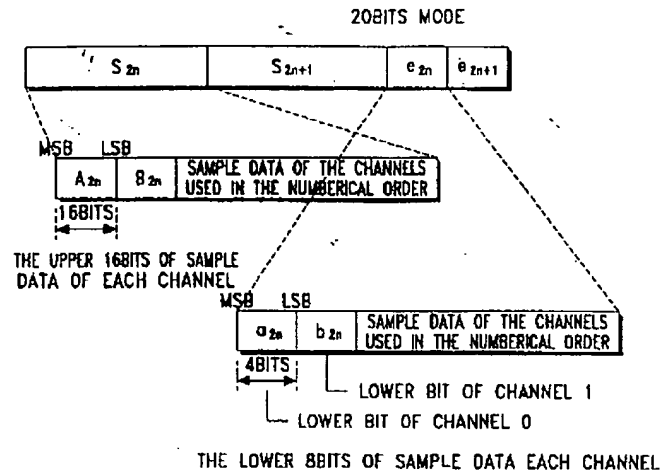 20BITS MODE
S2n S2n+1 e2n e2n+1
MSB LSB
A2n B2n SAMPLE DATA OF THE CHANNELS
USED IN THE NUMBERICAL ORDER
16BITS
THE UPPER 16BITS OF SAMPLE
DATA OF EACH CHANNEL
MSB LSB
a2n b2n SAMPLE DATA OF THE CHANNELS
USED IN THE NUMBERICAL ORDER
4BITS
LOWER BIT OF CHANNEL 1
LOWER BIT OF CHANNEL 0
THE LOWER 8BITS OF SAMPLE DATA EACH CHANNEL